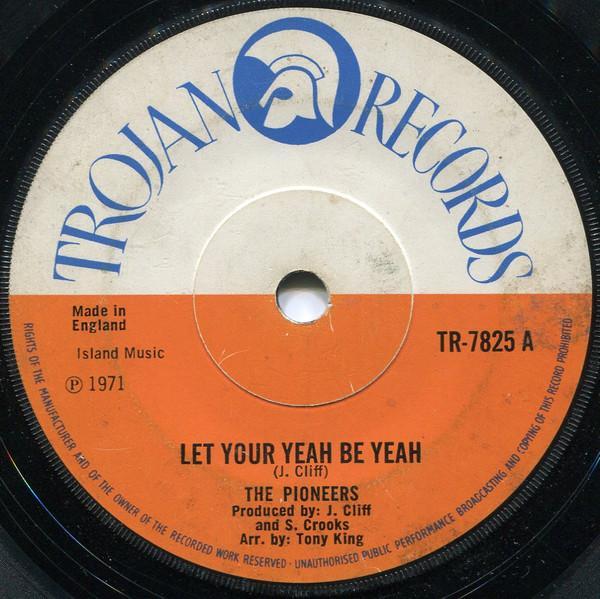 TROJAN RECORDS
Made in
England
Island Music
℗ 1971
TR-7825 A
LET YOUR YEAH BE YEAH
(J. Cliff)
THE PIONEERS
Produced by: J. Cliff
and S. Crooks
Arr. by: Tony King
RIGHTS OF THE MANUFACTURER AND OF THE OWNER OF THE RECORDED WORK RESERVED · UNAUTHORISED PUBLIC PERFORMANCE BROADCASTING AND COPYING OF THIS RECORD PROHIBITED